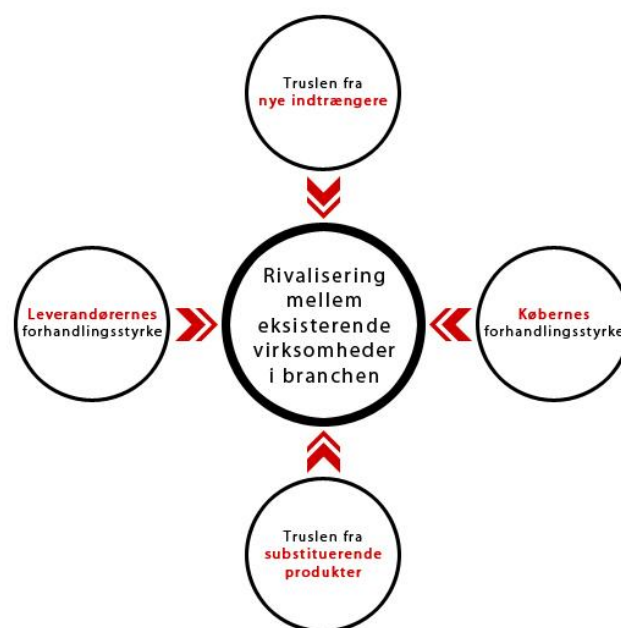 Truslen fra
nye indtrængere
Leverandørernes
forhandlingsstyrke
Rivalisering
mellem
eksisterende
virksomheder
i branchen
Købernes
forhandlingsstyrke
Truslen fra
substituerende
produkter